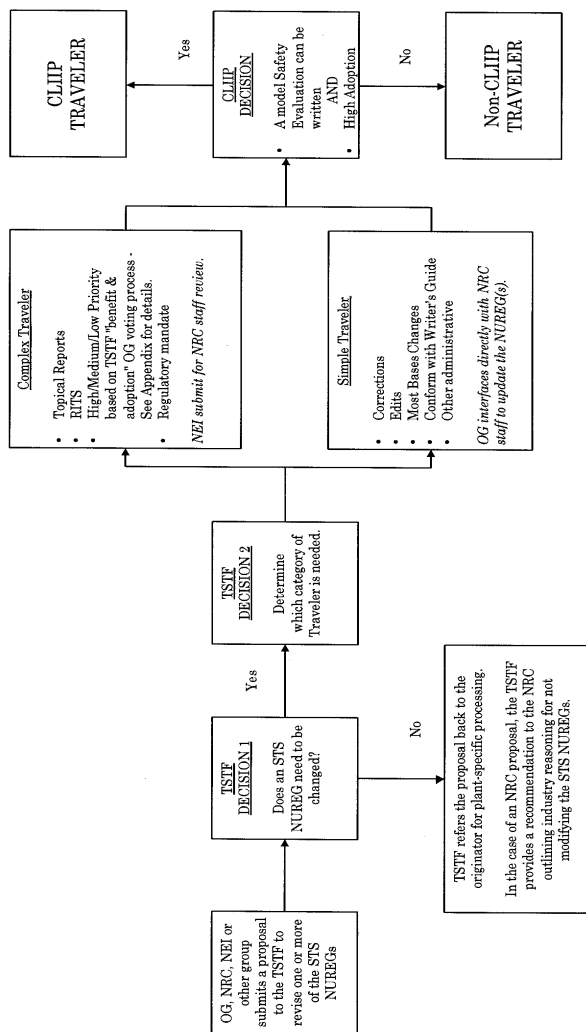 OG, NRC, NEI or
other group
submits a proposal
to the TSTF to
revise one or more
of the STS
NUREGs
TSTF
DECISION 1
Does an STS
NUREG need to be
changed?
Yes
No
TSTF refers the proposal back to the
originator for plant-specific processing.
In the case of an NRC proposal, the TSTF
provides a recommendation to the NRC
outlining industry reasoning for not
modifying the STS NUREGs.
TSTF
DECISION 2
Determine
which category of
Traveler is needed.
Complex Traveler
• Topical Reports
• RITS
• High/Medium/Low Priority
based on TSTF "benefit &
adoption" OG voting process -
See Appendix for details.
• Regulatory mandate
NEI submit for NRC staff review.
Simple Traveler
• Corrections
• Edits
• Most Bases Changes
• Conform with Writer's Guide
• Other administrative
OG interfaces directly with NRC
staff to update the NUREG(s).
CLIIP
DECISION
• A model Safety
Evaluation can be
written
AND
• High Adoption
Yes
CLIIP
TRAVELER
No
Non-CLIIP
TRAVELER